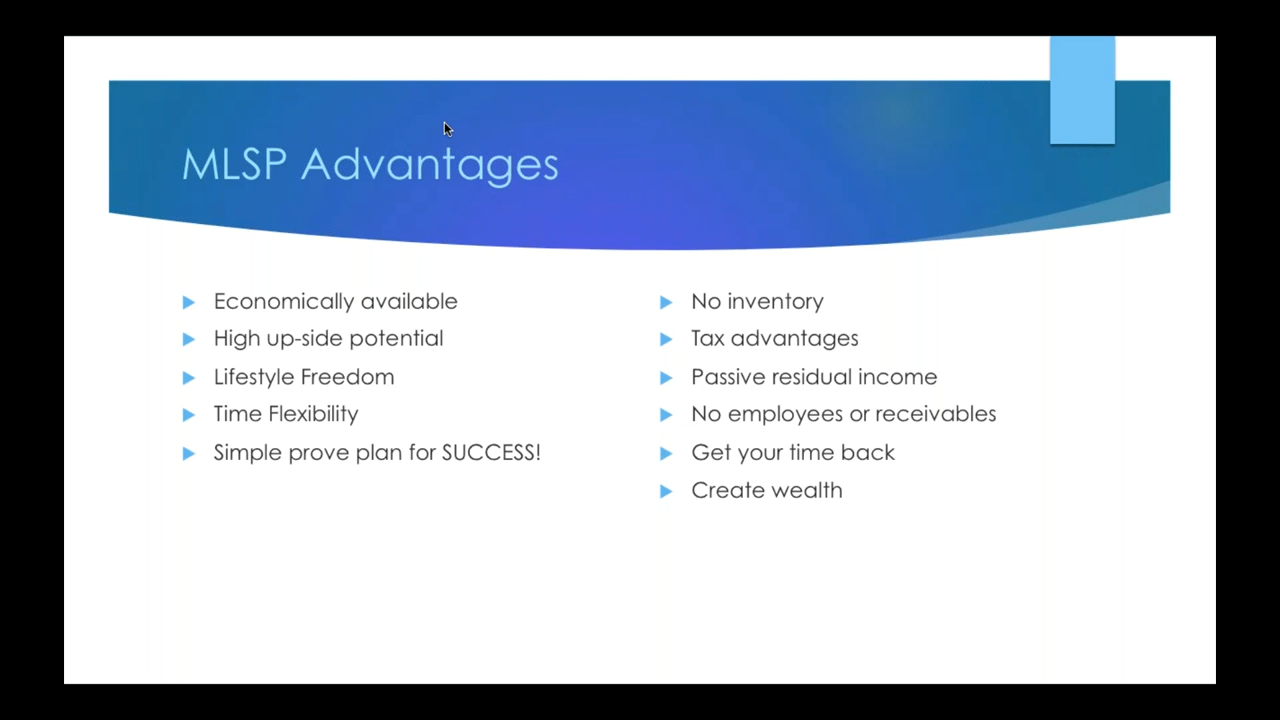 MLSP Advantages
Economically available
High up-side potential
Lifestyle Freedom
Time Flexibility
Simple prove plan for SUCCESS!
No inventory
Tax advantages
Passive residual income
No employees or receivables
Get your time back
Create wealth